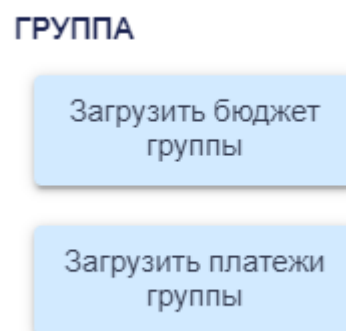 ГРУППА
Загрузить бюджет
группы
Загрузить платежи
группы